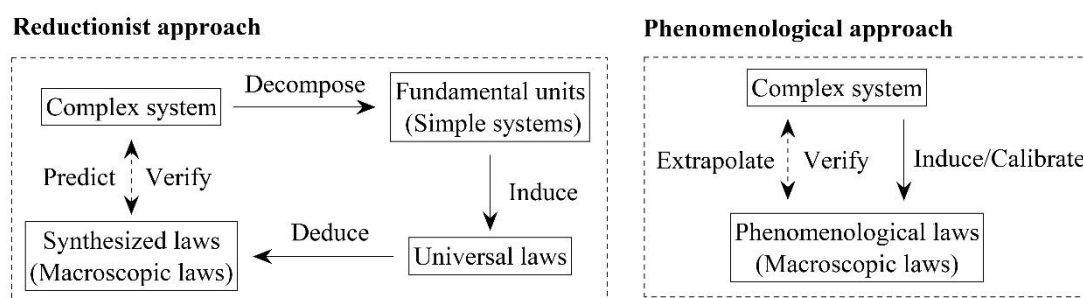 Reductionist approach
Complex system
Decompose
Fundamental units
(Simple systems)
Predict
Verify
Induce
Synthesized laws
(Macroscopic laws)
Deduce
Universal laws
Phenomenological approach
Complex system
Extrapolate
Verify
Induce/Calibrate
Phenomenological laws
(Macroscopic laws)